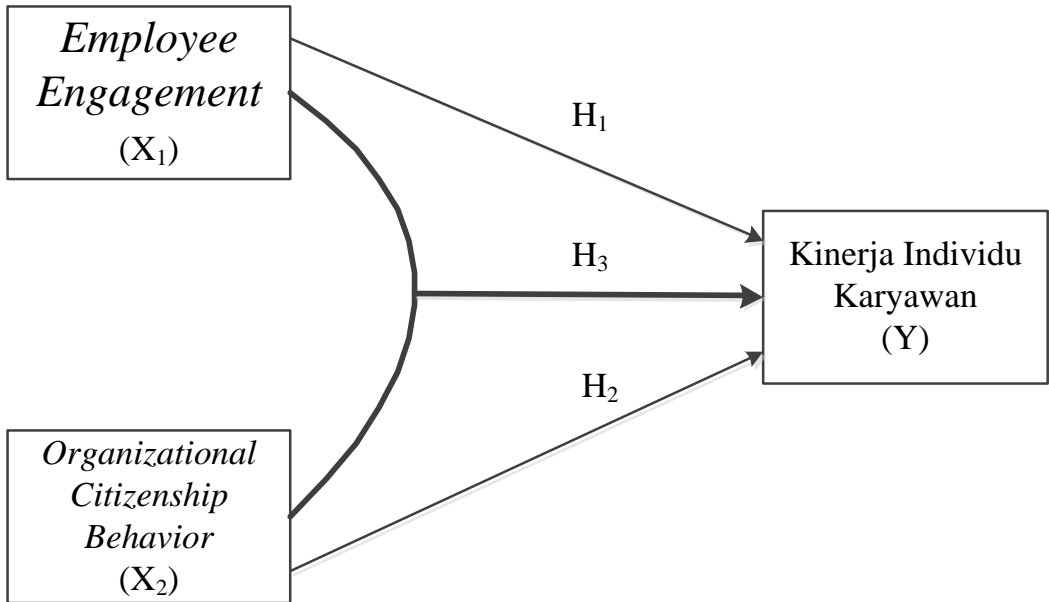 Employee
Engagement
(X₁)
H₁
H₃
Kinerja Individu
Karyawan
(Y)
H₂
Organizational
Citizenship
Behavior
(X₂)